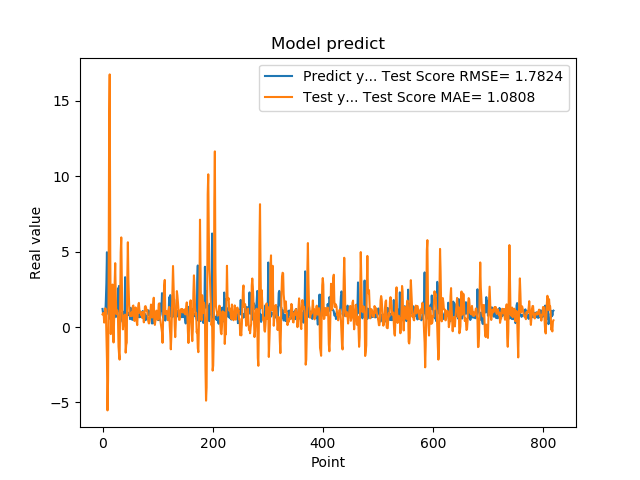 Model predict
Predict y... Test Score RMSE= 1.7824
Test y... Test Score MAE= 1.0808
Real value
15
10
5
0
−5
0 200 400 600 800
Point